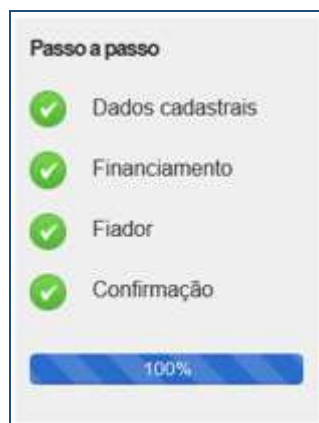 Passo a passo
Dados cadastrais
Financiamento
Fiador
Confirmação
100%